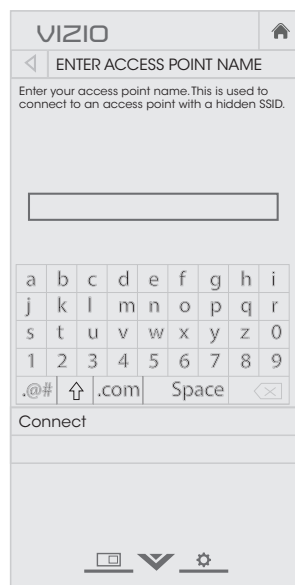 VIZIO
ENTER ACCESS POINT NAME
Enter your access point name. This is used to
connect to an access point with a hidden SSID.
a b c d e f g h i
j k l m n o p q r
s t u v w x y z 0
1 2 3 4 5 6 7 8 9
.@# .com Space
Connect